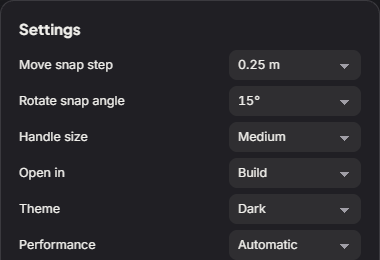 Settings
Move snap step 0.25 m
Rotate snap angle 15°
Handle size Medium
Open in Build
Theme Dark
Performance Automatic